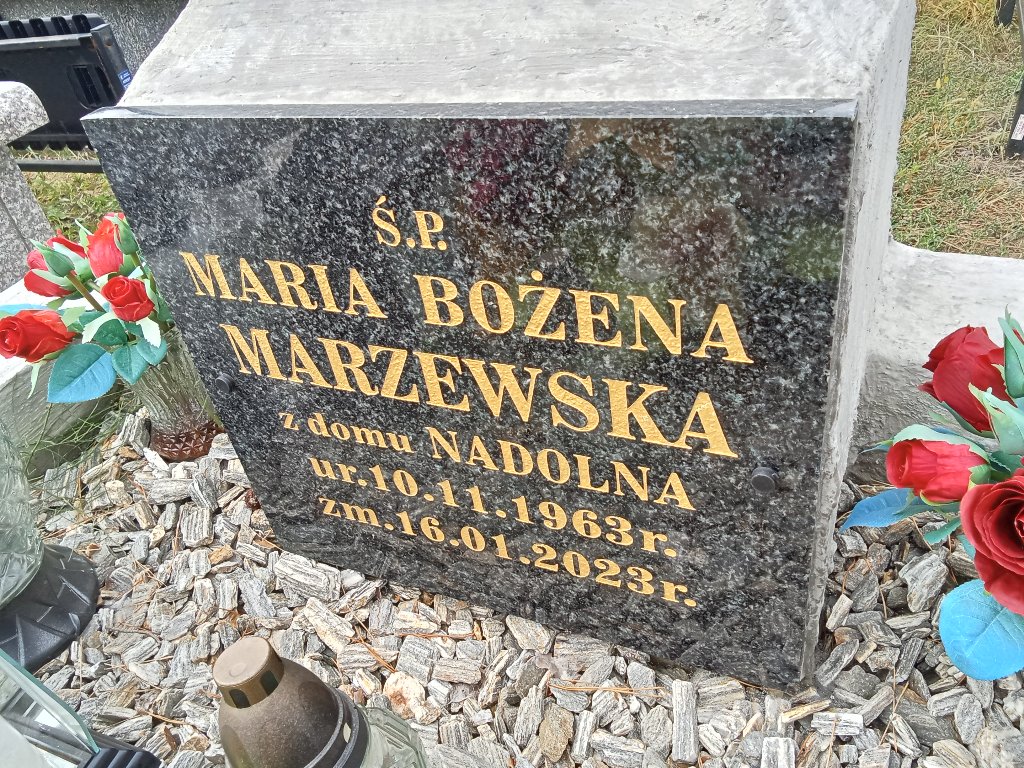 Ś.P.
MARIA BOŻENA
MARZEWSKA
z domu NADOLNA
ur.10.11.1963r.
zm.16.01.2023r.